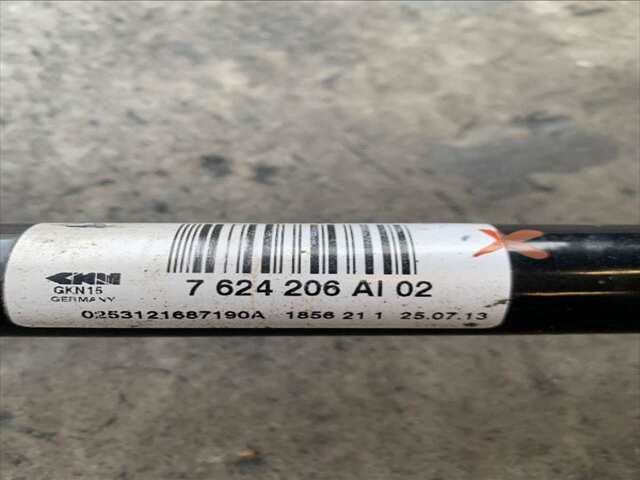 GKN
7 624 206 AI 02
GKN15
GERMANY
0253121687190A 1856 21 1 25.07.13